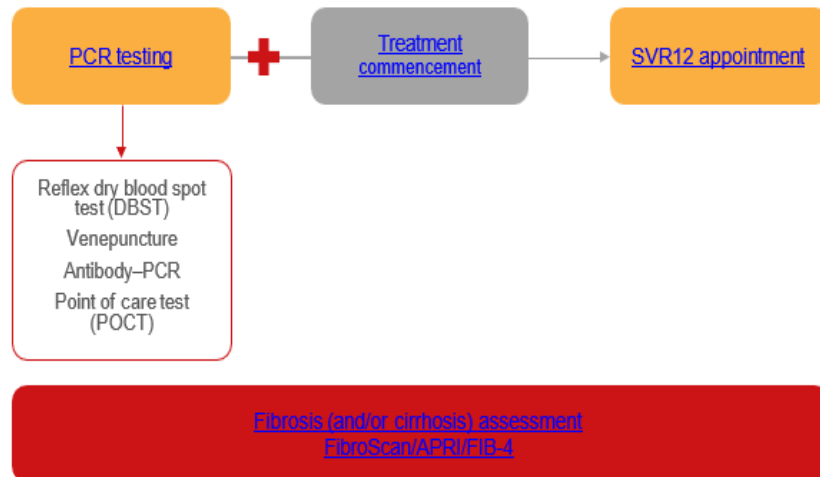 PCR testing
Treatment
commencement
SVR12 appointment
Reflex dry blood spot
test (DBST)
Venepuncture
Antibody–PCR
Point of care test
(POCT)
Fibrosis (and/or cirrhosis) assessment
FibroScan/APRI/FIB-4